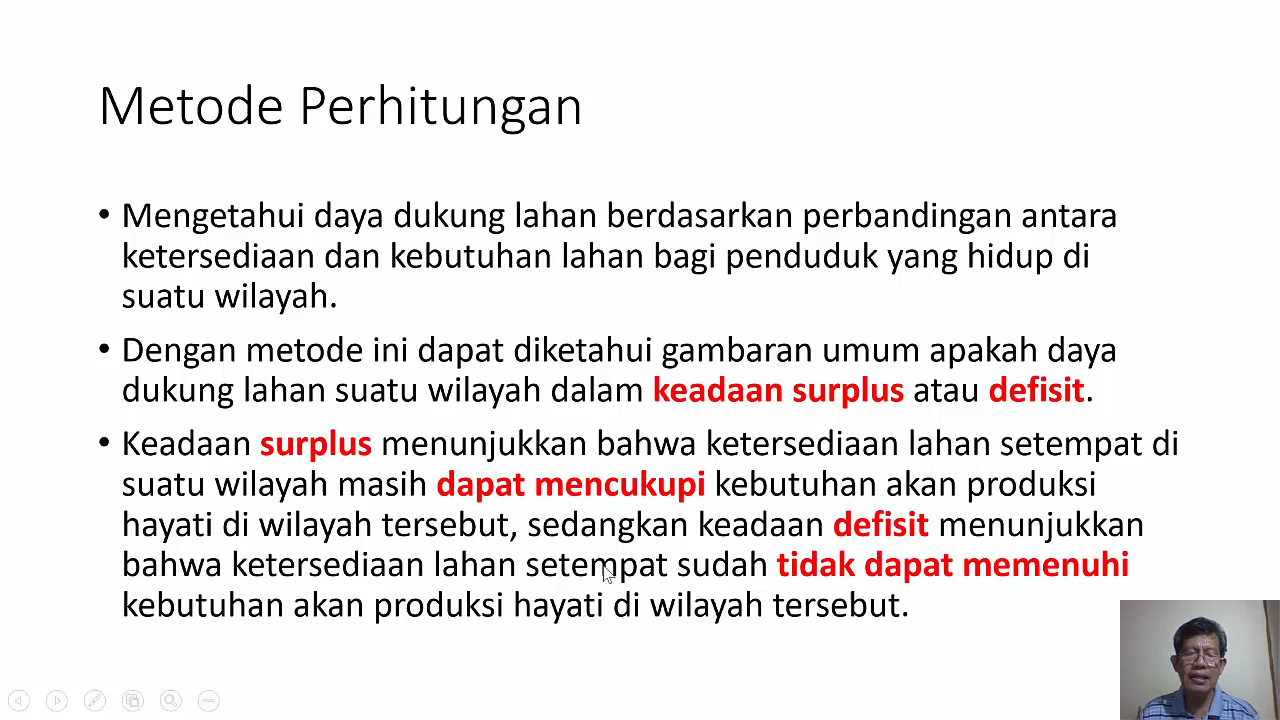 Metode Perhitungan
• Mengetahui daya dukung lahan berdasarkan perbandingan antara
ketersediaan dan kebutuhan lahan bagi penduduk yang hidup di
suatu wilayah.
• Dengan metode ini dapat diketahui gambaran umum apakah daya
dukung lahan suatu wilayah dalam keadaan surplus atau defisit.
• Keadaan surplus menunjukkan bahwa ketersediaan lahan setempat di
suatu wilayah masih dapat mencukupi kebutuhan akan produksi
hayati di wilayah tersebut, sedangkan keadaan defisit menunjukkan
bahwa ketersediaan lahan setempat sudah tidak dapat memenuhi
kebutuhan akan produksi hayati di wilayah tersebut.